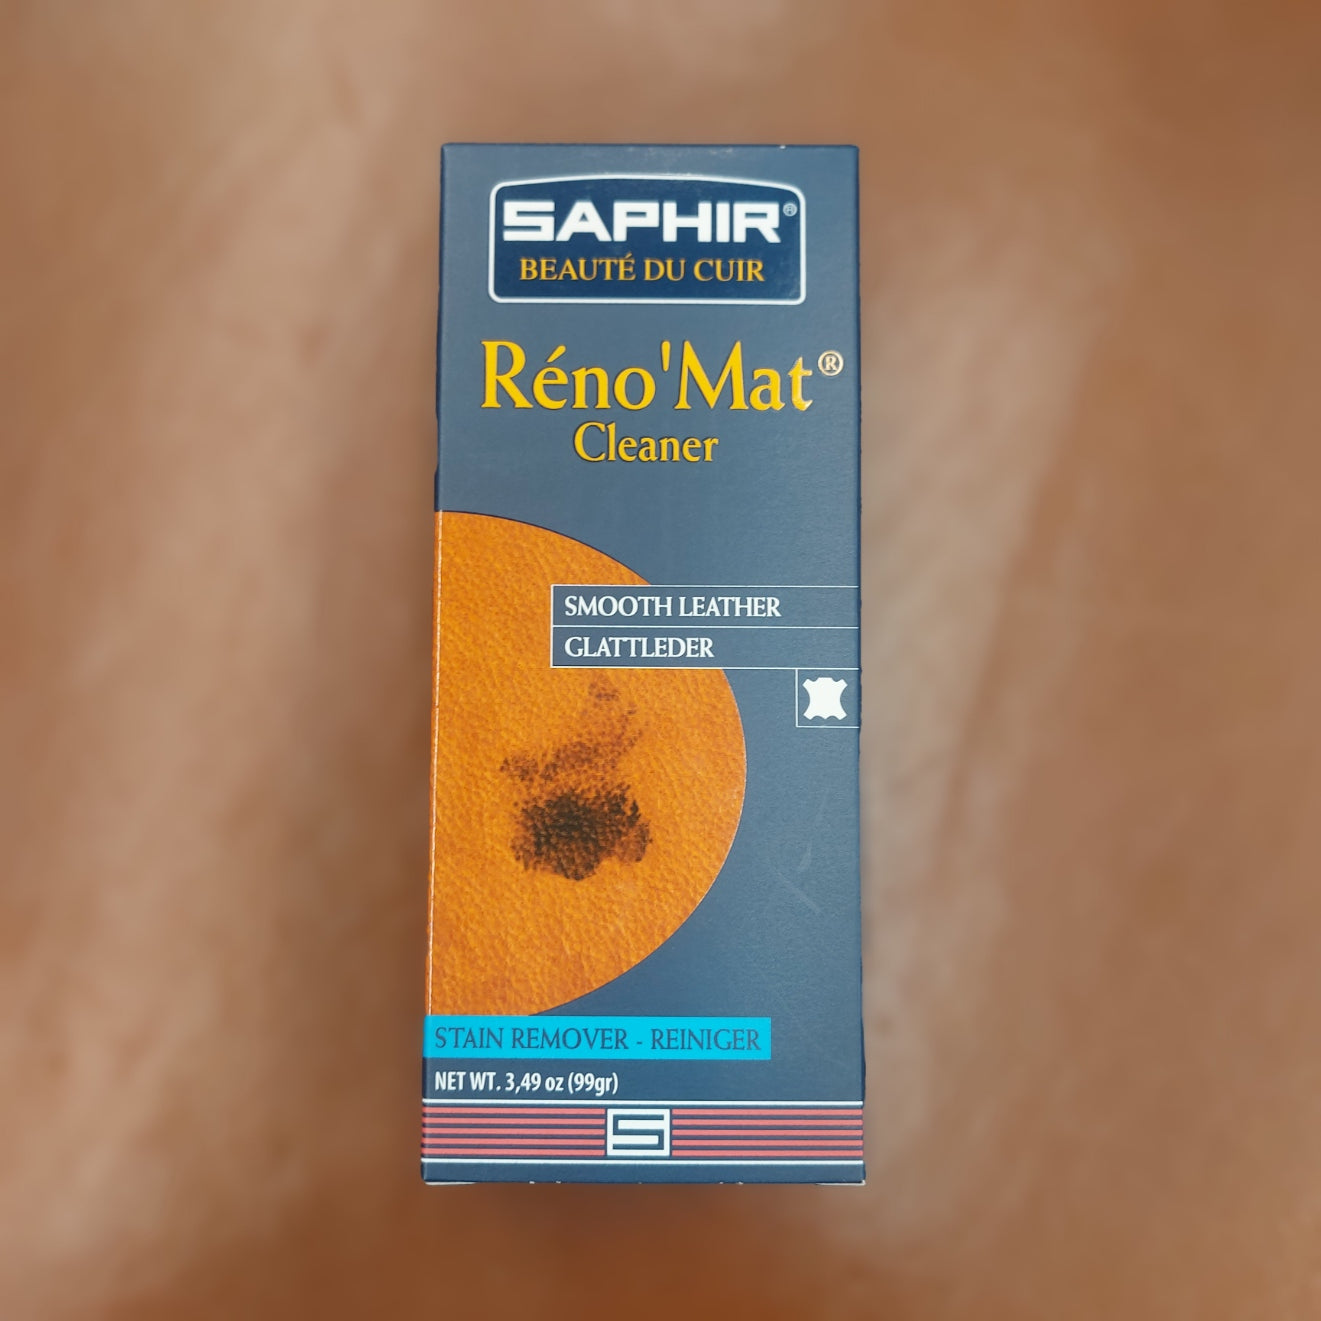 SAPHIR®
BEAUTÉ DU CUIR
Réno'Mat®
Cleaner
SMOOTH LEATHER
GLATTLEDER
STAIN REMOVER - REINIGER
NET WT. 3,49 oz (99gr)
S